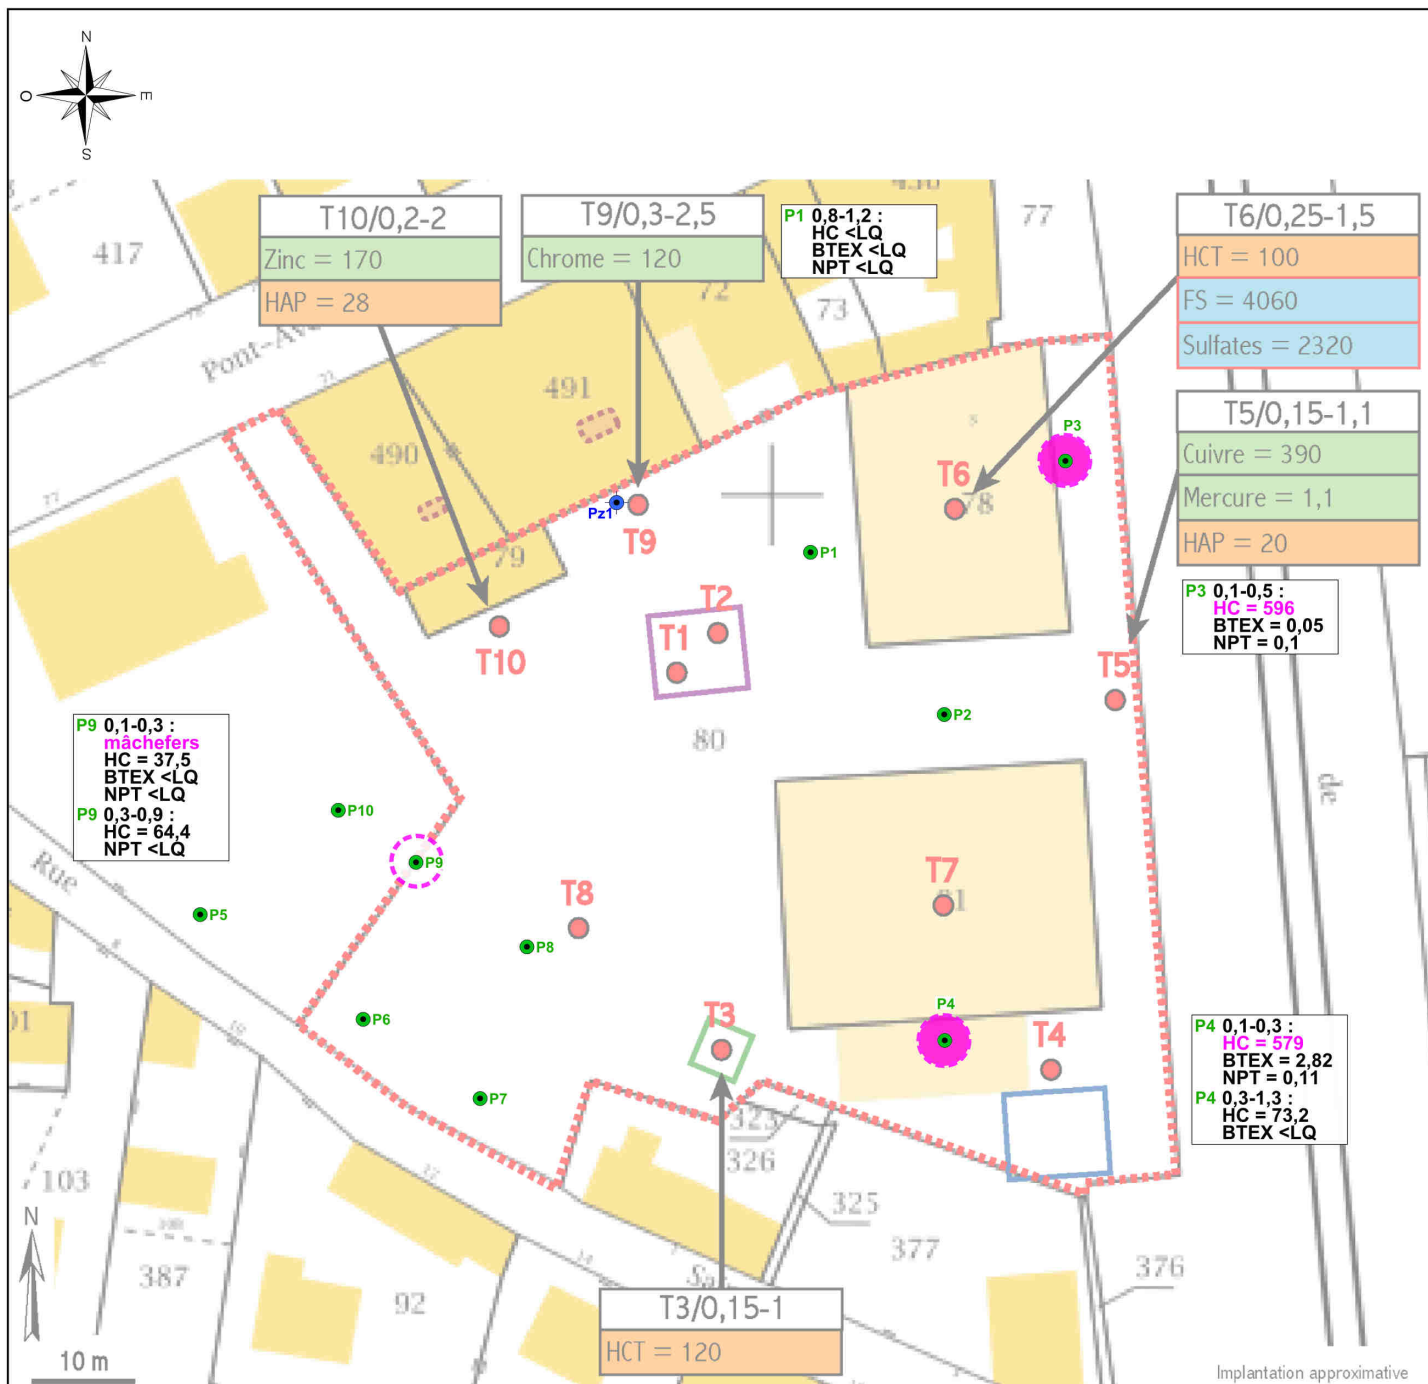 N
O
E
S
T10/0,2-2
Zinc = 170
HAP = 28
T9/0,3-2,5
Chrome = 120
P1 0,8-1,2 :
HC <LQ
BTEX <LQ
NPT <LQ
T6/0,25-1,5
HCT = 100
FS = 4060
Sulfates = 2320
T5/0,15-1,1
Cuivre = 390
Mercure = 1,1
HAP = 20
417
77
72
73
491
490
79
78
P3
T6
Pz1
T9
P1
T2
T1
T10
T5
P2
80
P3 0,1-0,5 :
HC = 596
BTEX = 0,05
NPT = 0,1
P9 0,1-0,3 :
mâchefers
HC = 37,5
BTEX <LQ
NPT <LQ
P9 0,3-0,9 :
HC = 64,4
NPT <LQ
de
P10
P9
Rue
P5
T8
P8
T7
P4
T4
T3
P6
P7
P4 0,1-0,3 :
HC = 579
BTEX = 2,82
NPT = 0,11
P4 0,3-1,3 :
HC = 73,2
BTEX <LQ
323
326
325
377
376
103
387
92
N
10 m
T3/0,15-1
HCT = 120
Implantation approximative